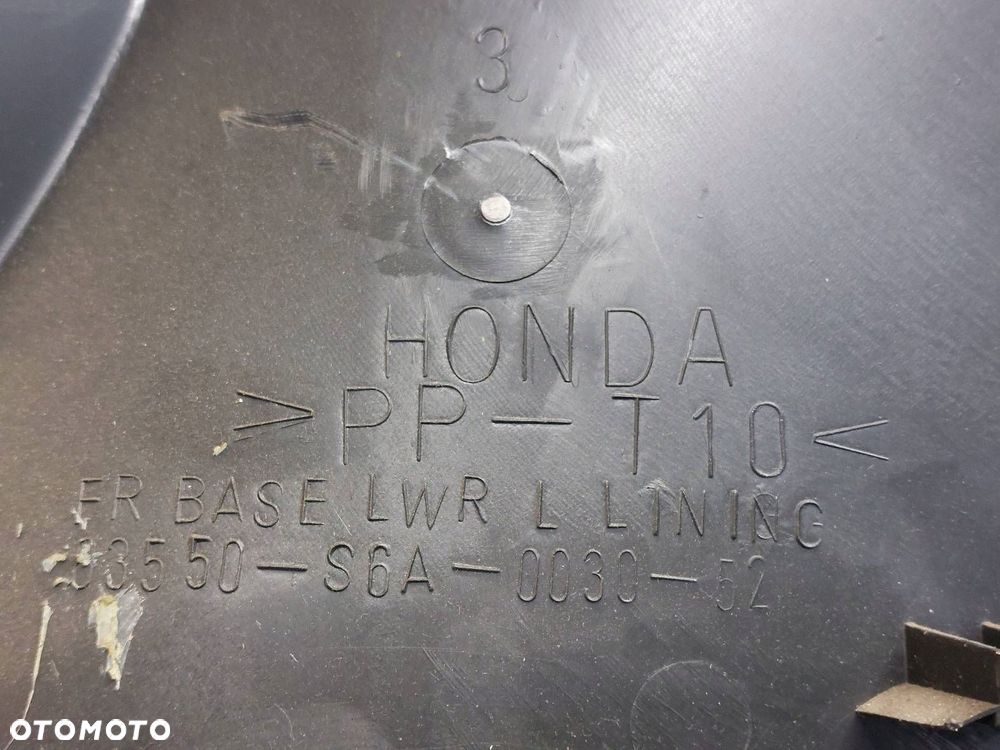 3
HONDA
>PP-T10<
FR BASE LWR L LINING
83550-S6A-0030-52
OTOMOTO